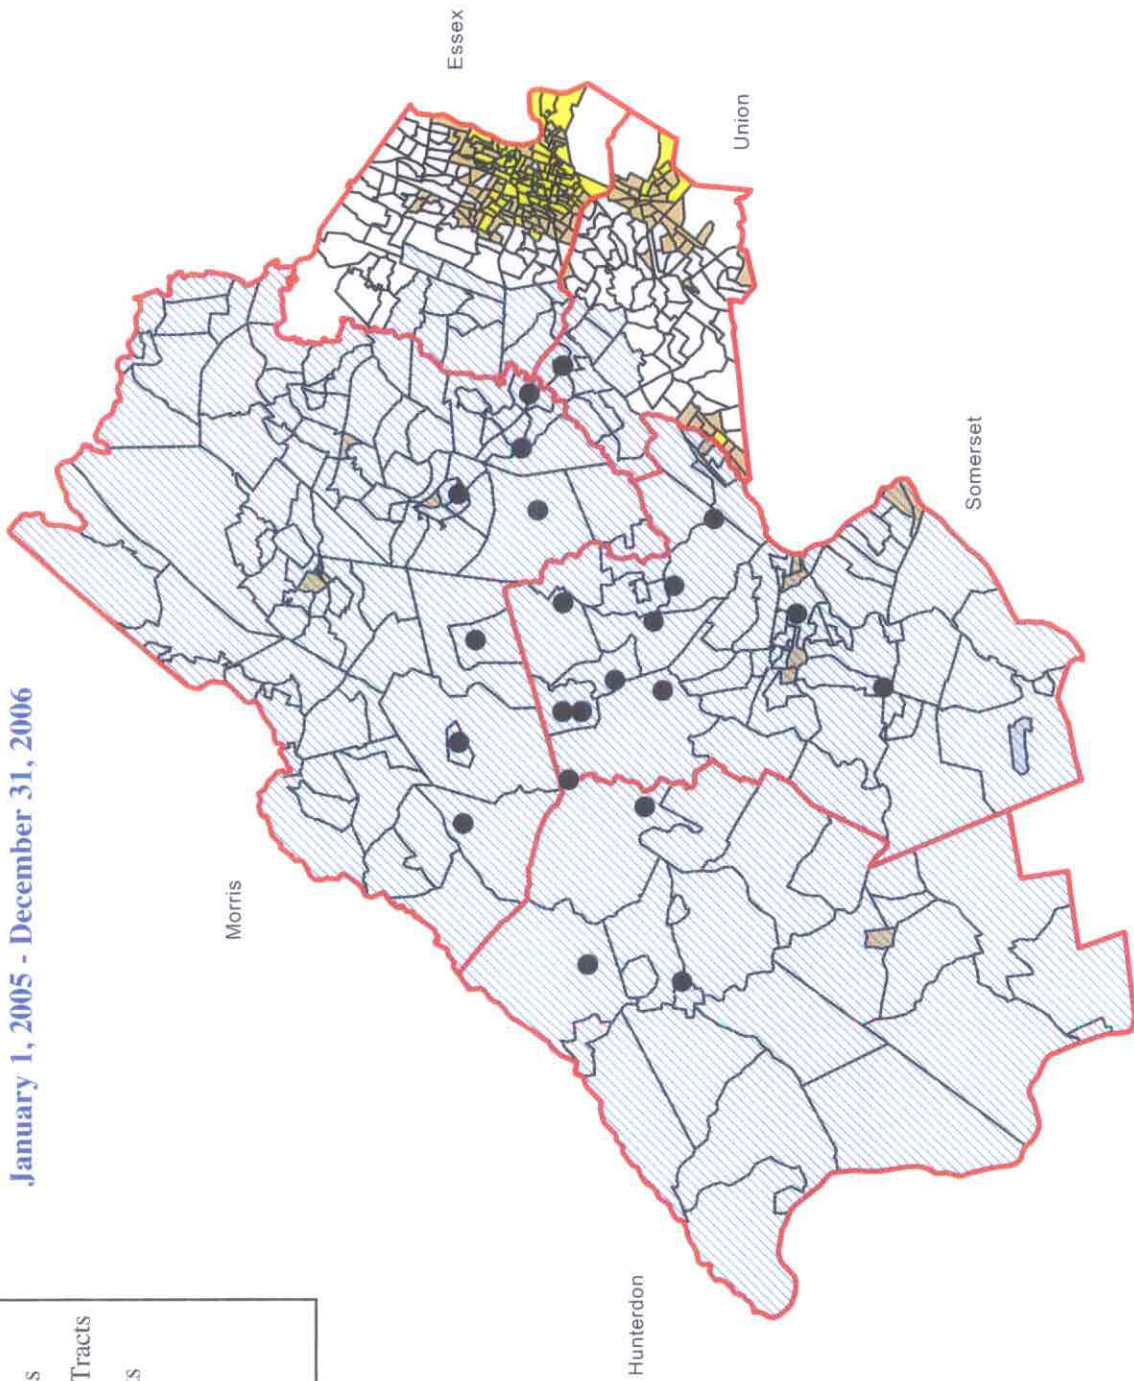 January 1, 2005 - December 31, 2006
Tracts
Morris
Essex
Union
Somerset
Hunterdon